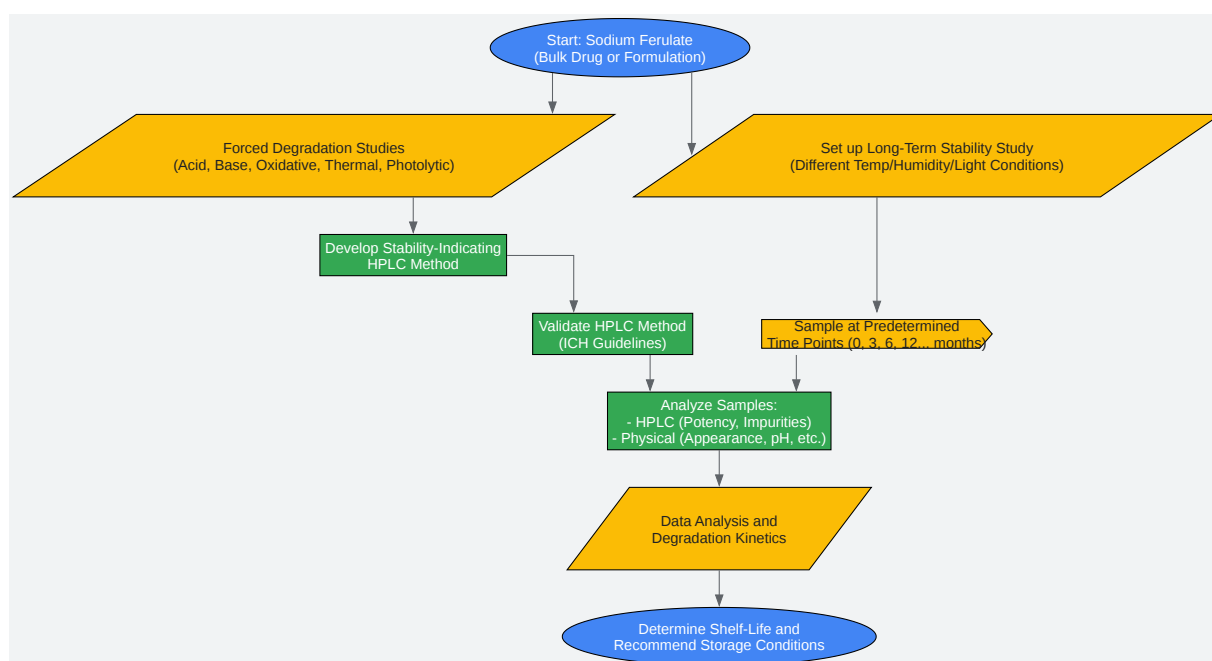 Start: Sodium Ferulate
(Bulk Drug or Formulation)
Forced Degradation Studies
(Acid, Base, Oxidative, Thermal, Photolytic)
Set up Long-Term Stability Study
(Different Temp/Humidity/Light Conditions)
Develop Stability-Indicating
HPLC Method
Validate HPLC Method
(ICH Guidelines)
Sample at Predetermined
Time Points (0, 3, 6, 12... months)
Analyze Samples:
- HPLC (Potency, Impurities)
- Physical (Appearance, pH, etc.)
Data Analysis and
Degradation Kinetics
Determine Shelf-Life and
Recommend Storage Conditions